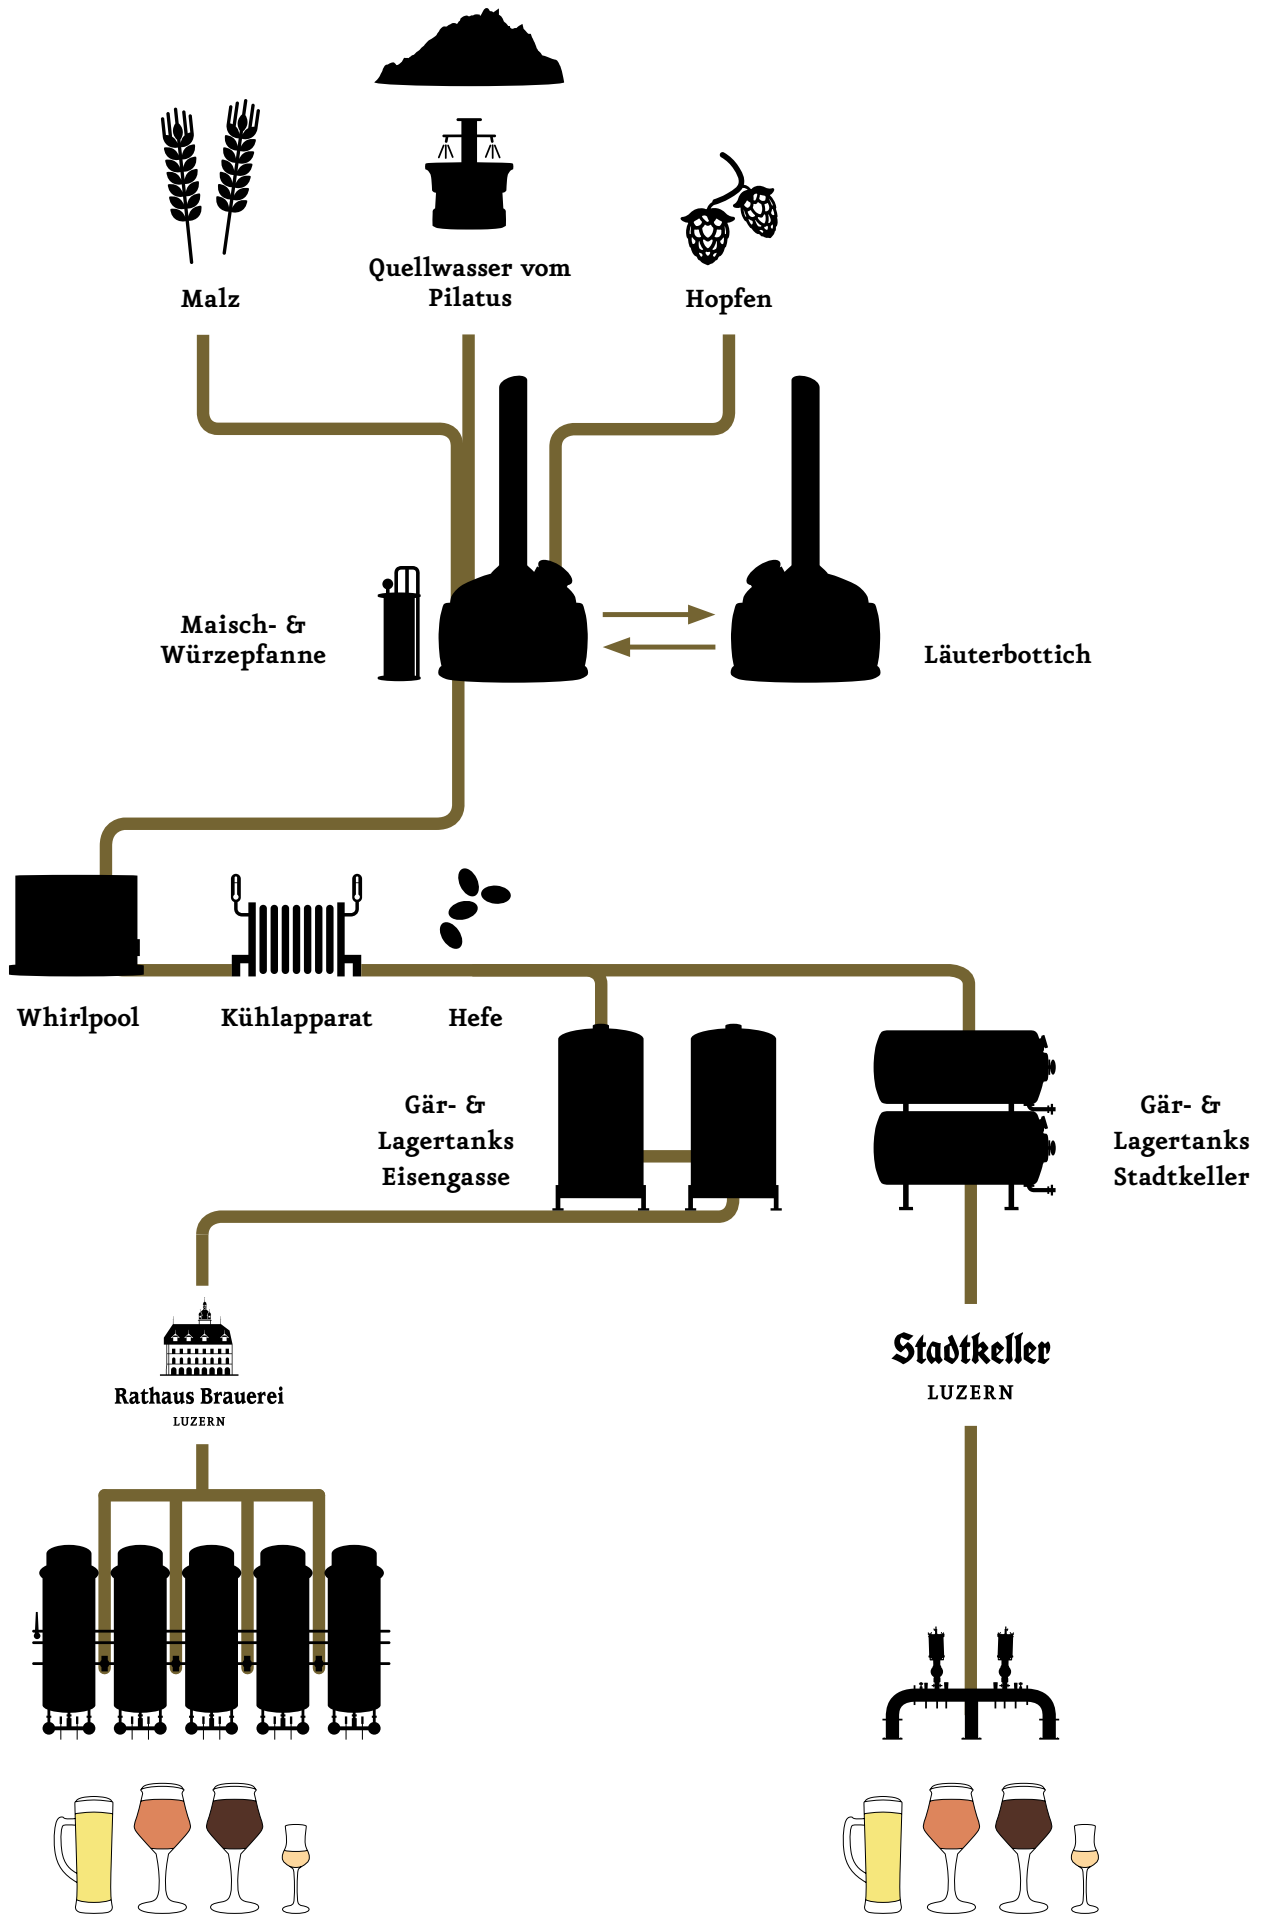 Quellwasser vom
Pilatus
Malz
Hopfen
Maisch- &
Würzepfanne
Läuterbottich
Whirlpool
Kühlapparat
Hefe
Gär- &
Lagertanks
Eisengasse
Gär- &
Lagertanks
Stadtkeller
Rathaus Brauerei
LUZERN
Stadtkeller
LUZERN